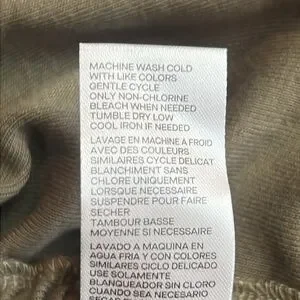 MACHINE WASH COLD
WITH LIKE COLORS
GENTLE CYCLE
ONLY NON-CHLORINE
BLEACH WHEN NEEDED
TUMBLE DRY LOW
COOL IRON IF NEEDED
LAVAGE EN MACHINE A FROID
AVEC DES COULEURS
SIMILAIRES CYCLE DELICAT
BLANCHIMENT SANS
CHLORE UNIQUEMENT
LORSQUE NECESSAIRE
SUSPENDRE POUR FAIRE
SECHER
TAMBOUR BASSE
MOYENNE SI NECESSAIRE
LAVADO A MAQUINA EN
AGUA FRIA Y CON COLORES
SIMILARES CICLO DELICADO
USE SOLAMENTE
BLANQUEADOR SIN CLORO
CUANDO SEA NECESARIO